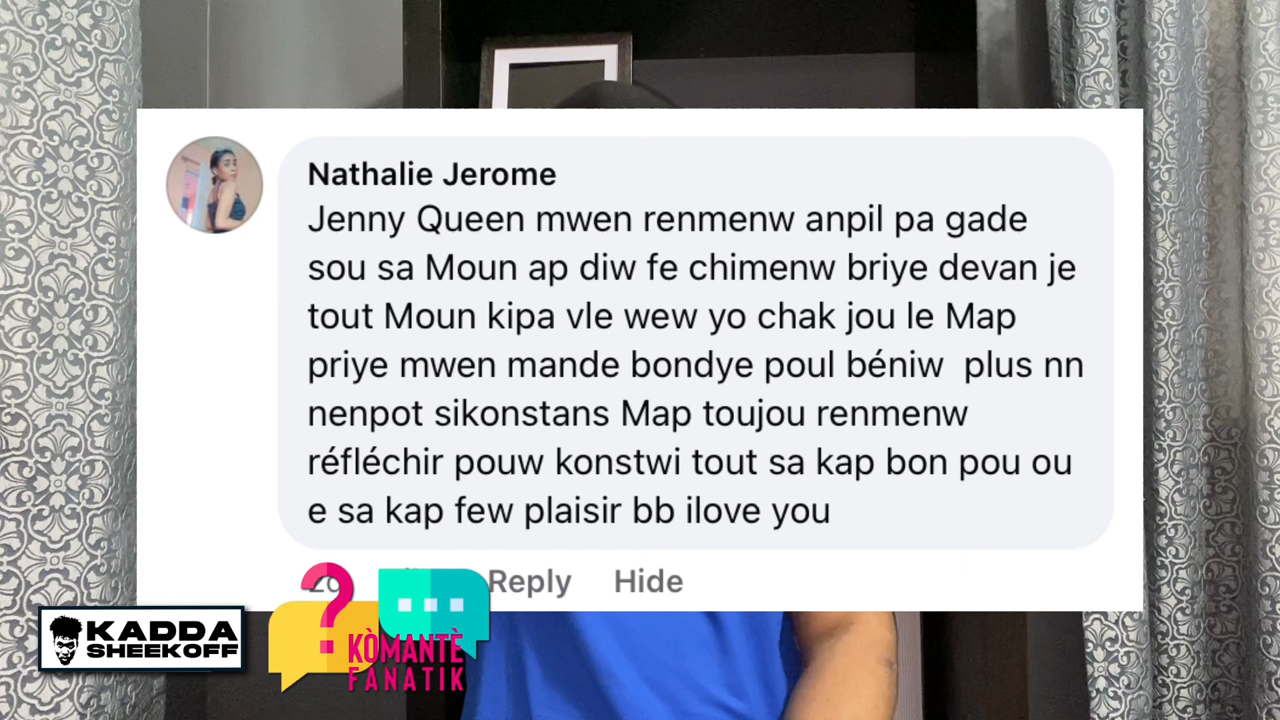 Nathalie Jerome
Jenny Queen mwen renmenw anpil pa gade
sou sa Moun ap diw fe chimenw briye devan je
tout Moun kipa vle wew yo chak jou le Map
priye mwen mande bondye poul béniw  plus nn
nenpot sikonstans Map toujou renmenw
réfléchir pouw konstwi tout sa kap bon pou ou
e sa kap few plaisir bb ilove you
Reply Hide
KADDA
SHEEKOFF
KÒMANTÈ
FANATIK